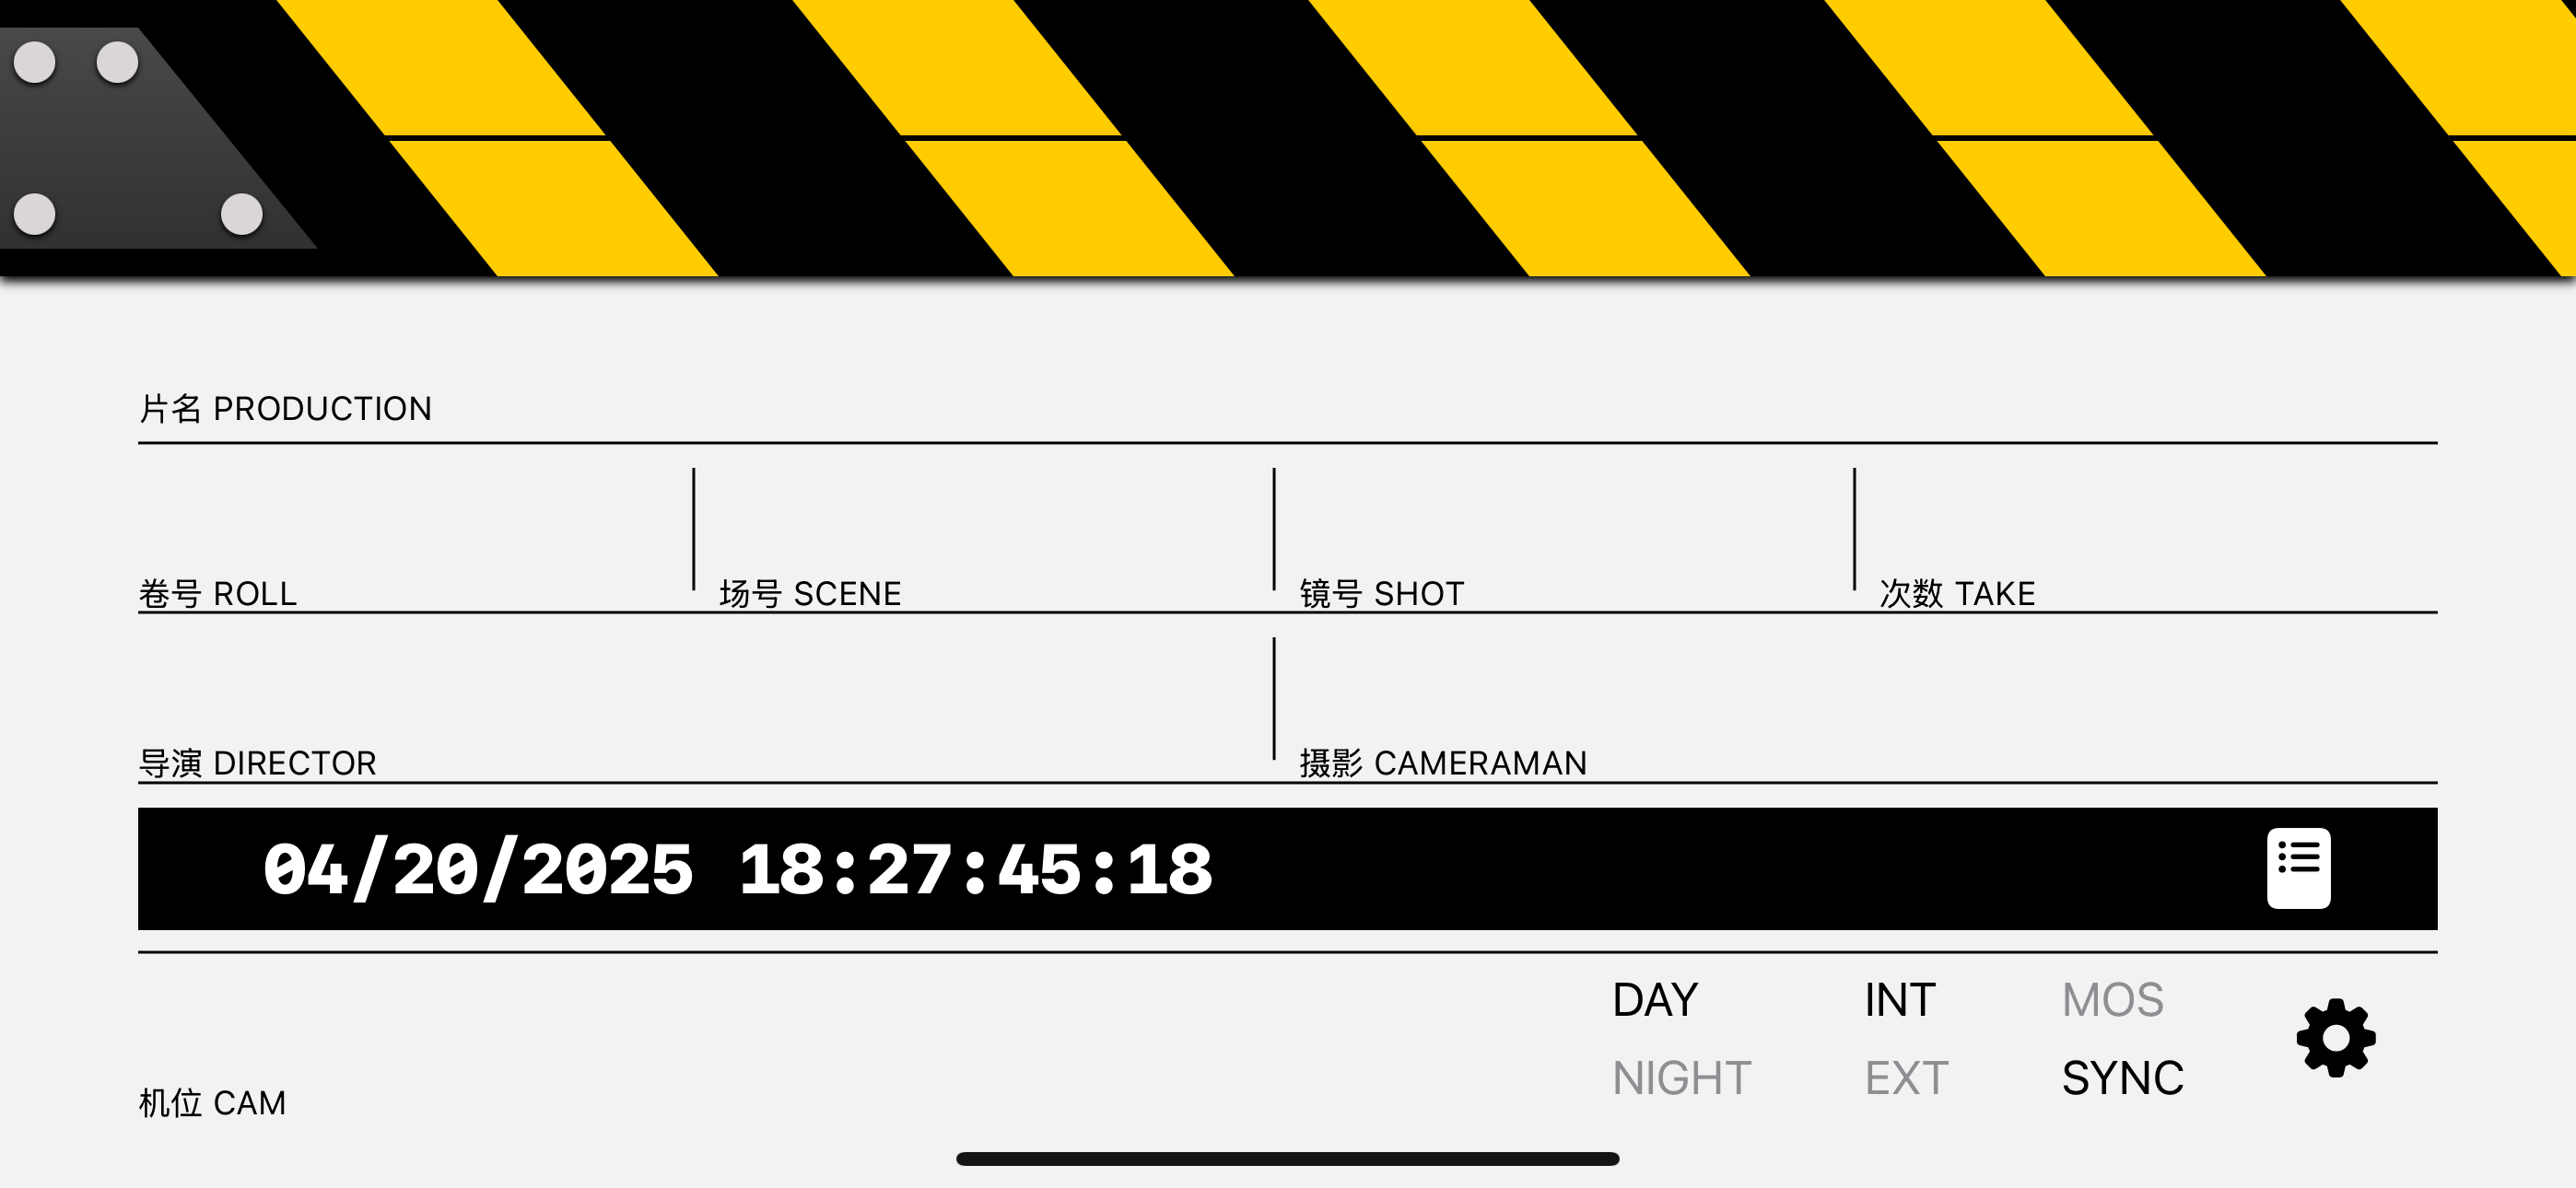 片名 PRODUCTION
卷号 ROLL
场号 SCENE
镜号 SHOT
次数 TAKE
导演 DIRECTOR
摄影 CAMERAMAN
04/20/2025 18:27:45:18
DAY INT MOS
NIGHT EXT SYNC
机位 CAM